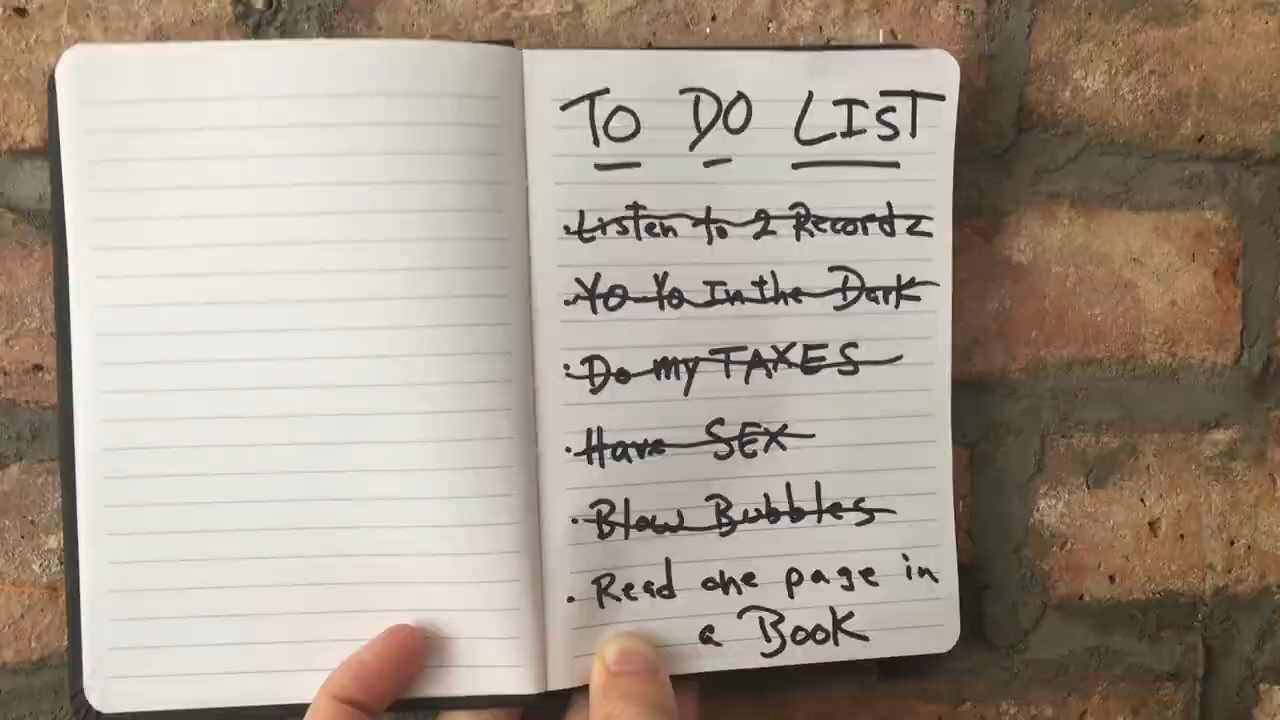 TO DO LIST
· Listen to 2 Recordz
· Yo Yo In the Dark
· Do my TAXES
· Have SEX
· Blow Bubbles
· Read one page in
a Book